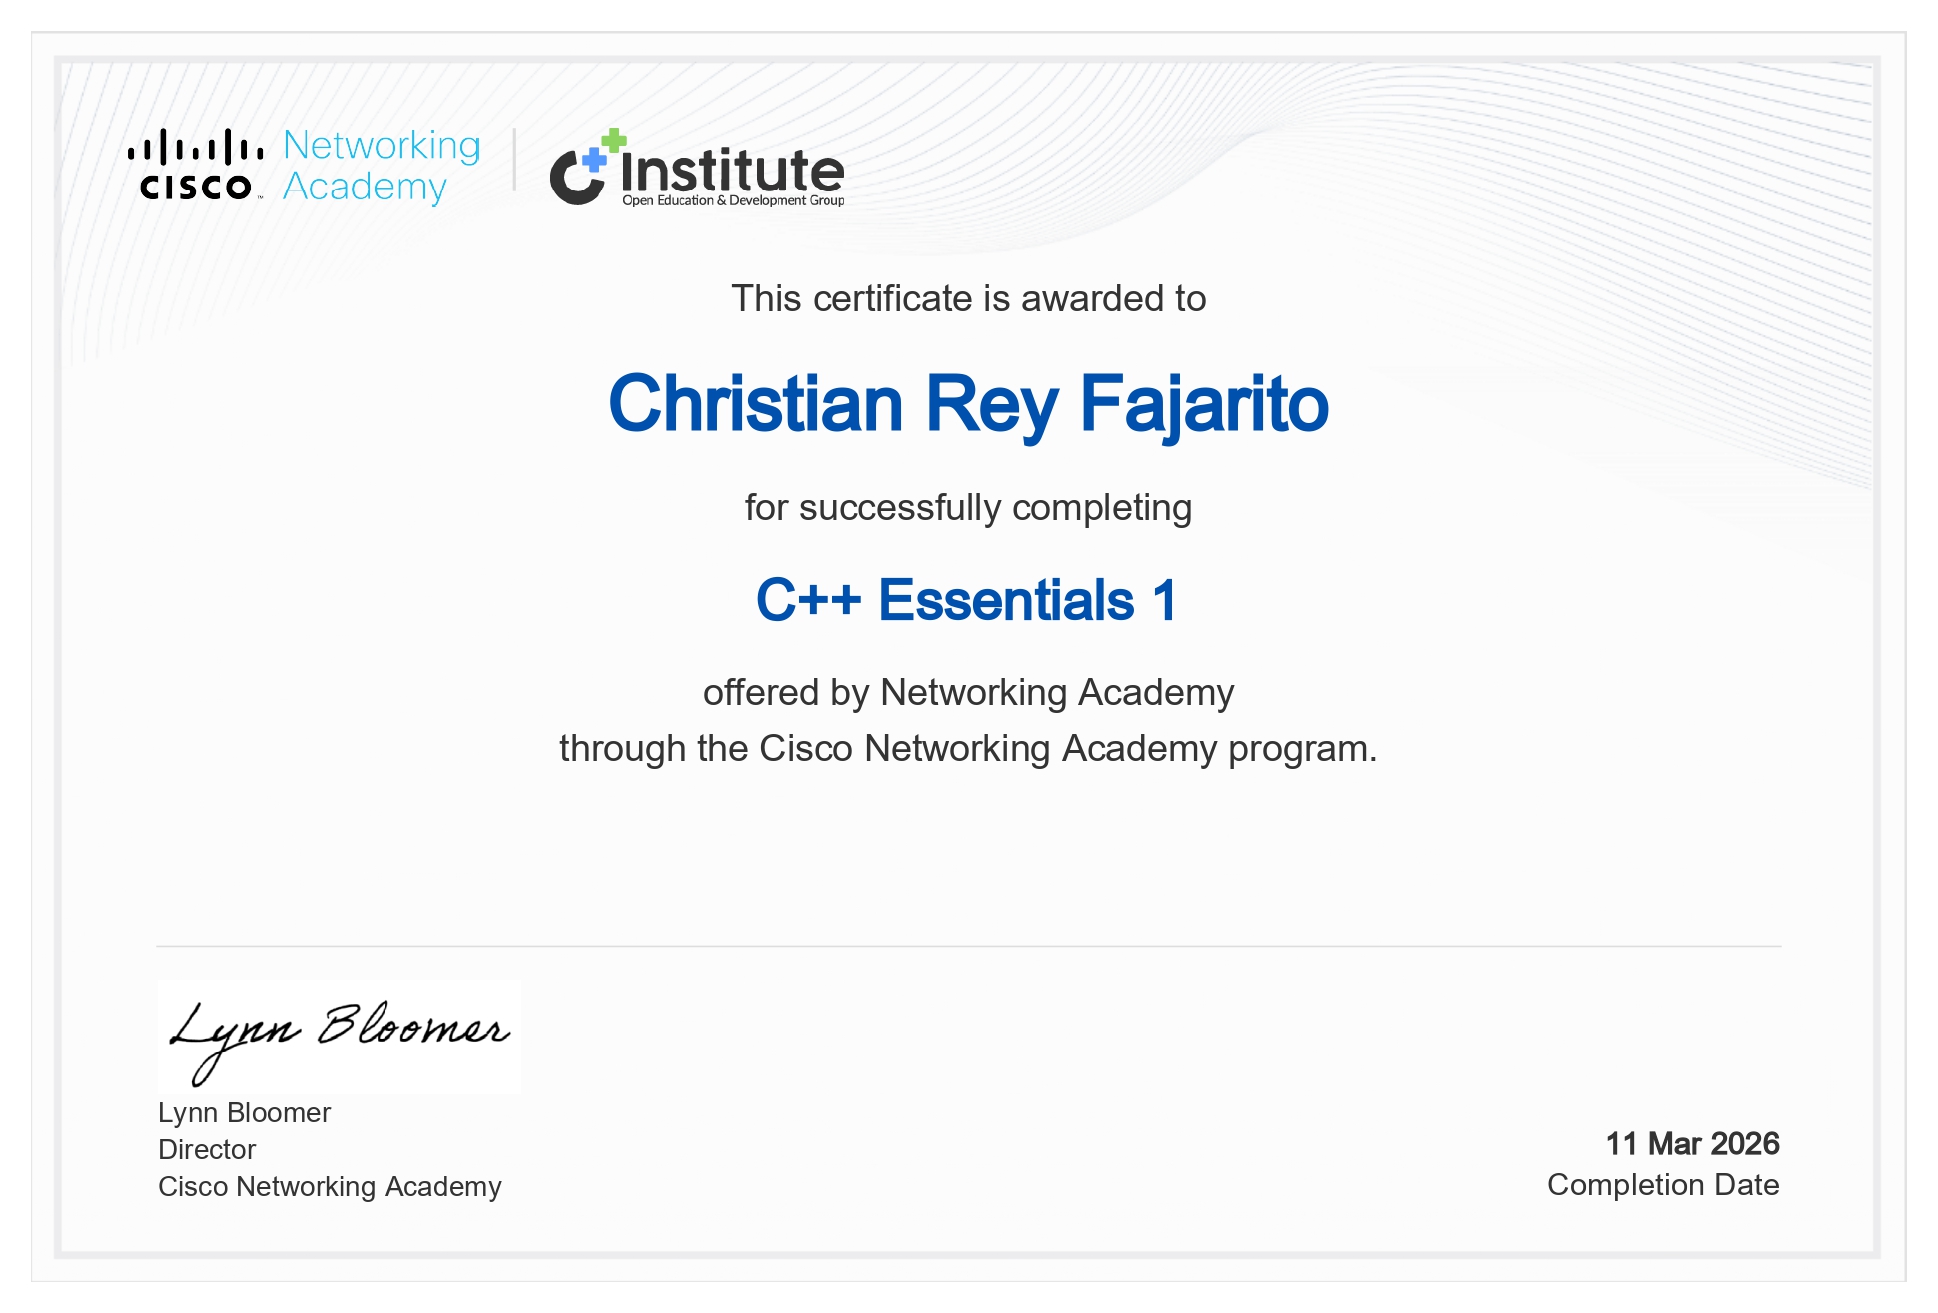 CISCO™ Networking Academy
C++ Institute
Open Education & Development Group
This certificate is awarded to
Christian Rey Fajarito
for successfully completing
C++ Essentials 1
offered by Networking Academy
through the Cisco Networking Academy program.
Lynn Bloomer
Lynn Bloomer
Director
Cisco Networking Academy
11 Mar 2026
Completion Date